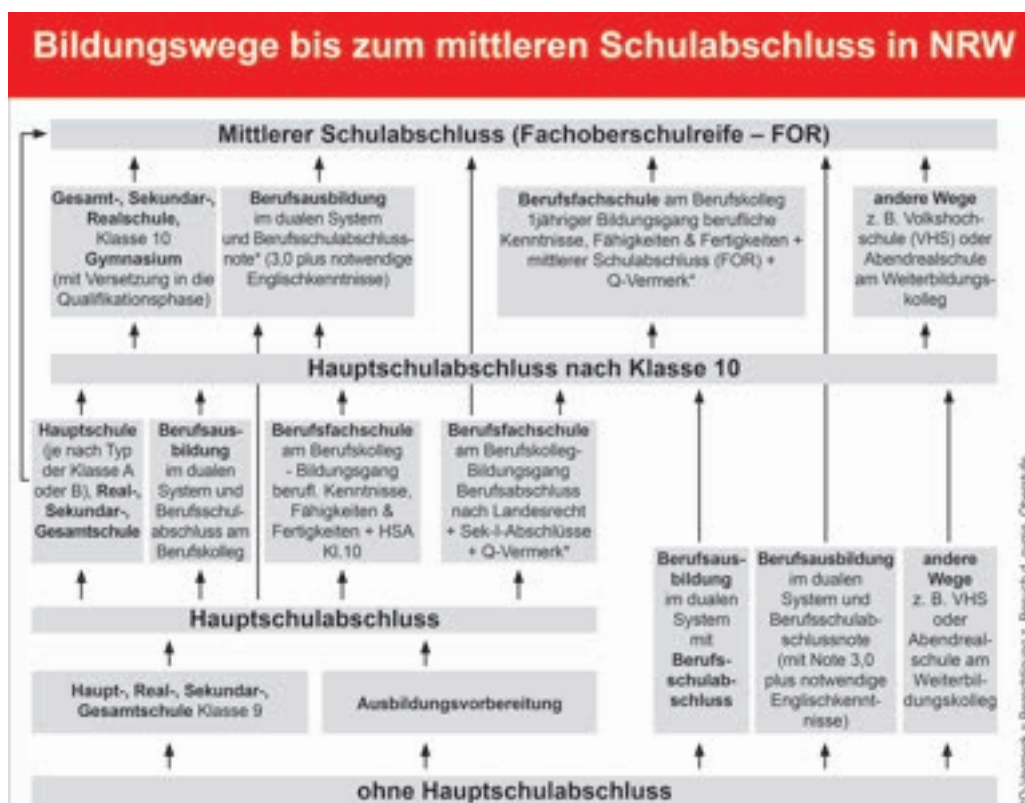 Bildungswege bis zum mittleren Schulabschluss in NRW
Mittlerer Schulabschluss (Fachoberschulreife – FOR)
Gesamt-, Sekundar-,
Realschule,
Klasse 10
Gymnasium
(mit Versetzung in die
Qualifikationsphase)
Berufsausbildung
im dualen System
und Berufsschulabschluss-
note* (3,0 plus notwendige
Englischkenntnisse)
Berufsfachschule am Berufskolleg
1jähriger Bildungsgang berufliche
Kenntnisse, Fähigkeiten & Fertigkeiten +
mittlerer Schulabschluss (FOR) +
Q-Vermerk*
andere Wege
z. B. Volkshoch-
schule (VHS) oder
Abendrealschule
am Weiterbildungs-
kolleg
Hauptschulabschluss nach Klasse 10
Hauptschule
(je nach Typ
der Klasse A
oder B), Real-,
Sekundar-,
Gesamtschule
Berufsaus-
bildung
im dualen
System und
Berufsschul-
abschluss am
Berufskolleg
Berufsfachschule
am Berufskolleg
- Bildungsgang
berufl. Kenntnisse,
Fähigkeiten &
Fertigkeiten + HSA
Kl.10
Berufsfachschule
am Berufskolleg-
Bildungsgang
Berufsabschluss
nach Landesrecht
+ Sek-I-Abschlüsse
+ Q-Vermerk*
Berufsaus-
bildung
im dualen
System
mit
Berufs-
schulab-
schluss
Berufsausbildung
im dualen
System und
Berufsschulab-
schlussnote
(mit Note 3,0
plus notwendige
Englischkennt-
nisse)
andere
Wege
z. B. VHS
oder
Abendreal-
schule am
Weiterbil-
dungskolleg
Hauptschulabschluss
Haupt-, Real-, Sekundar-,
Gesamtschule Klasse 9
Ausbildungsvorbereitung
ohne Hauptschulabschluss